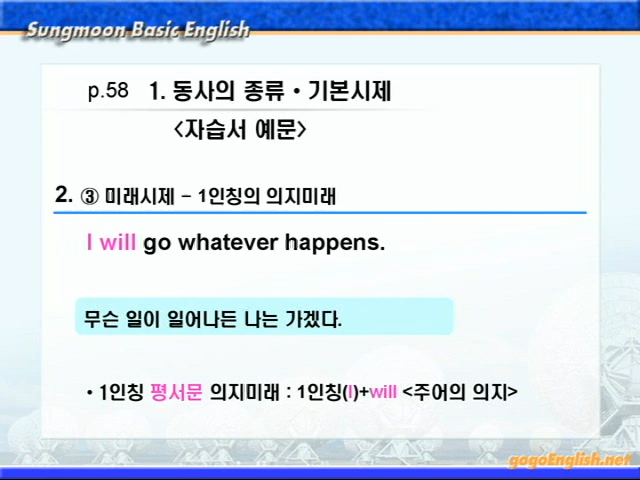 Sungmoon Basic English
p.58 1. 동사의 종류 • 기본시제
<자습서 예문>
2. ③ 미래시제 - 1인칭의 의지미래
I will go whatever happens.
무슨 일이 일어나든 나는 가겠다.
• 1인칭 평서문 의지미래 : 1인칭(I)+will <주어의 의지>
gogoEnglish.net